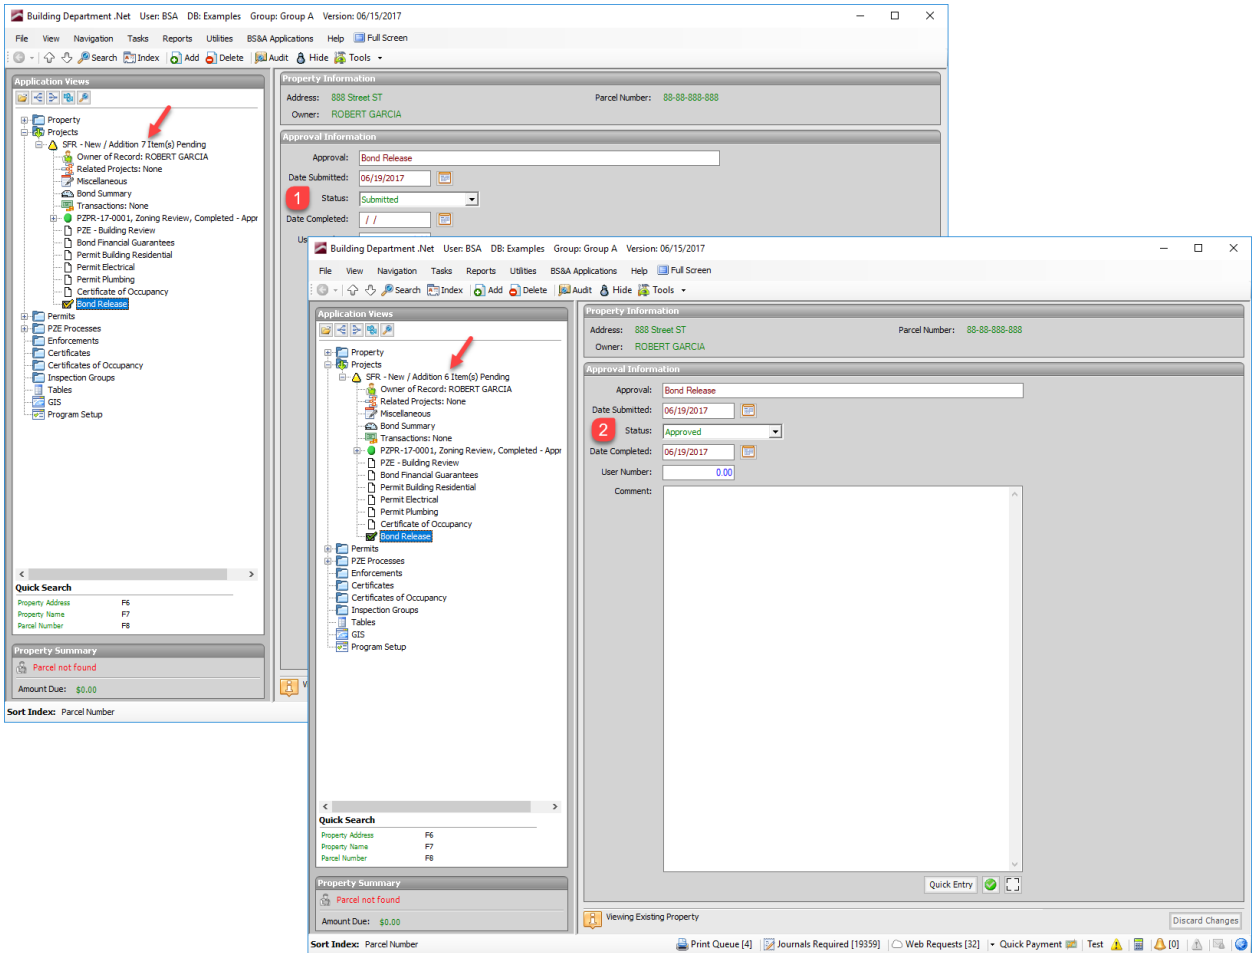 Building Department .Net   User: BSA   DB: Examples   Group: Group A   Version: 06/15/2017
File   View   Navigation   Tasks   Reports   Utilities   BS&A Applications   Help   Full Screen
Search   Index   Add   Delete   Audit   Hide   Tools
Application Views
Property
Projects
SFR - New / Addition 7 Item(s) Pending
Owner of Record: ROBERT GARCIA
Related Projects: None
Miscellaneous
Bond Summary
Transactions: None
PZPR-17-0001, Zoning Review, Completed - Appr
PZE - Building Review
Bond Financial Guarantees
Permit Building Residential
Permit Electrical
Permit Plumbing
Certificate of Occupancy
Bond Release
Permits
PZE Processes
Enforcements
Certificates
Certificates of Occupancy
Inspection Groups
Tables
GIS
Program Setup
Quick Search
Property Address   F6
Property Name   F7
Parcel Number   F8
Property Summary
Parcel not found
Amount Due:   $0.00
Sort Index:   Parcel Number
Property Information
Address:   888 Street ST   Parcel Number:   88-88-888-888
Owner:   ROBERT GARCIA
Approval Information
Approval:   Bond Release
Date Submitted:   06/19/2017
1   Status:   Submitted
Date Completed:   / /
Us
V
Building Department .Net   User: BSA   DB: Examples   Group: Group A   Version: 06/15/2017
File   View   Navigation   Tasks   Reports   Utilities   BS&A Applications   Help   Full Screen
Search   Index   Add   Delete   Audit   Hide   Tools
Application Views
Property
Projects
SFR - New / Addition 6 Item(s) Pending
Owner of Record: ROBERT GARCIA
Related Projects: None
Miscellaneous
Bond Summary
Transactions: None
PZPR-17-0001, Zoning Review, Completed - Appr
PZE - Building Review
Bond Financial Guarantees
Permit Building Residential
Permit Electrical
Permit Plumbing
Certificate of Occupancy
Bond Release
Permits
PZE Processes
Enforcements
Certificates
Certificates of Occupancy
Inspection Groups
Tables
GIS
Program Setup
Quick Search
Property Address   F6
Property Name   F7
Parcel Number   F8
Property Summary
Parcel not found
Amount Due:   $0.00
Property Information
Address:   888 Street ST   Parcel Number:   88-88-888-888
Owner:   ROBERT GARCIA
Approval Information
Approval:   Bond Release
Date Submitted:   06/19/2017
2   Status:   Approved
Date Completed:   06/19/2017
User Number:   0.00
Comment:
Quick Entry
Viewing Existing Property   Discard Changes
Sort Index:   Parcel Number   Print Queue [4]   Journals Required [19359]   Web Requests [32]   Quick Payment   Test   [0]